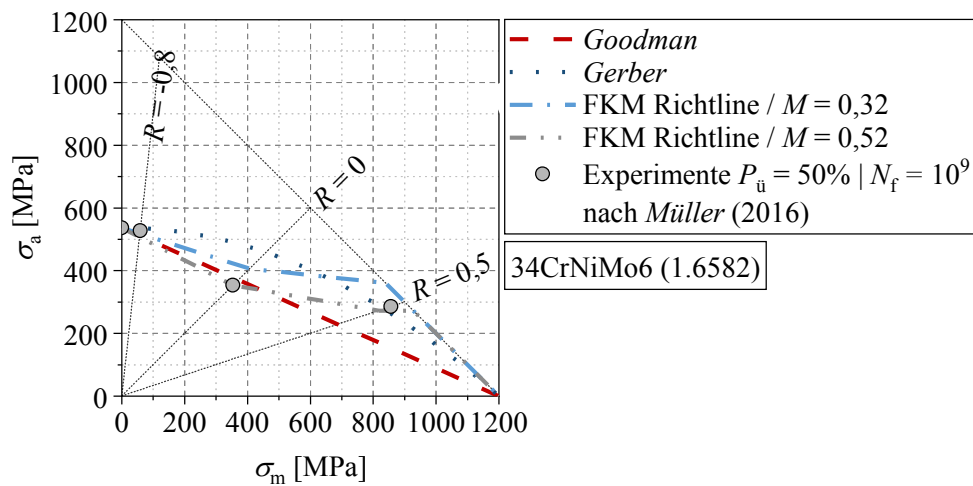 1200
1000
800
600
400
200
0
σa [MPa]
0 200 400 600 800 1000 1200
σm [MPa]
R = -0,8
R = 0
R = 0,5
Goodman
Gerber
FKM Richtline / M = 0,32
FKM Richtline / M = 0,52
Experimente Pü = 50% | Nf = 10⁹
nach Müller (2016)
34CrNiMo6 (1.6582)